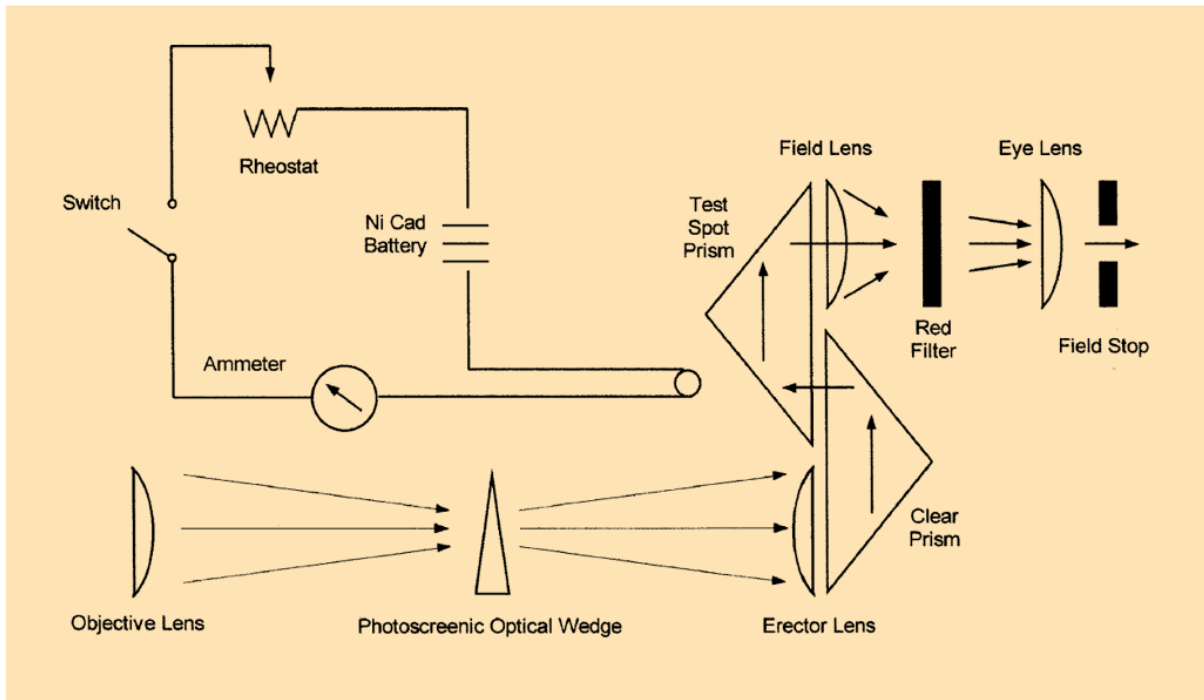 Rheostat
Switch
Ni Cad
Battery
Ammeter
Field Lens
Eye Lens
Test
Spot
Prism
Red
Filter
Field Stop
Clear
Prism
Objective Lens
Photoscreenic Optical Wedge
Erector Lens